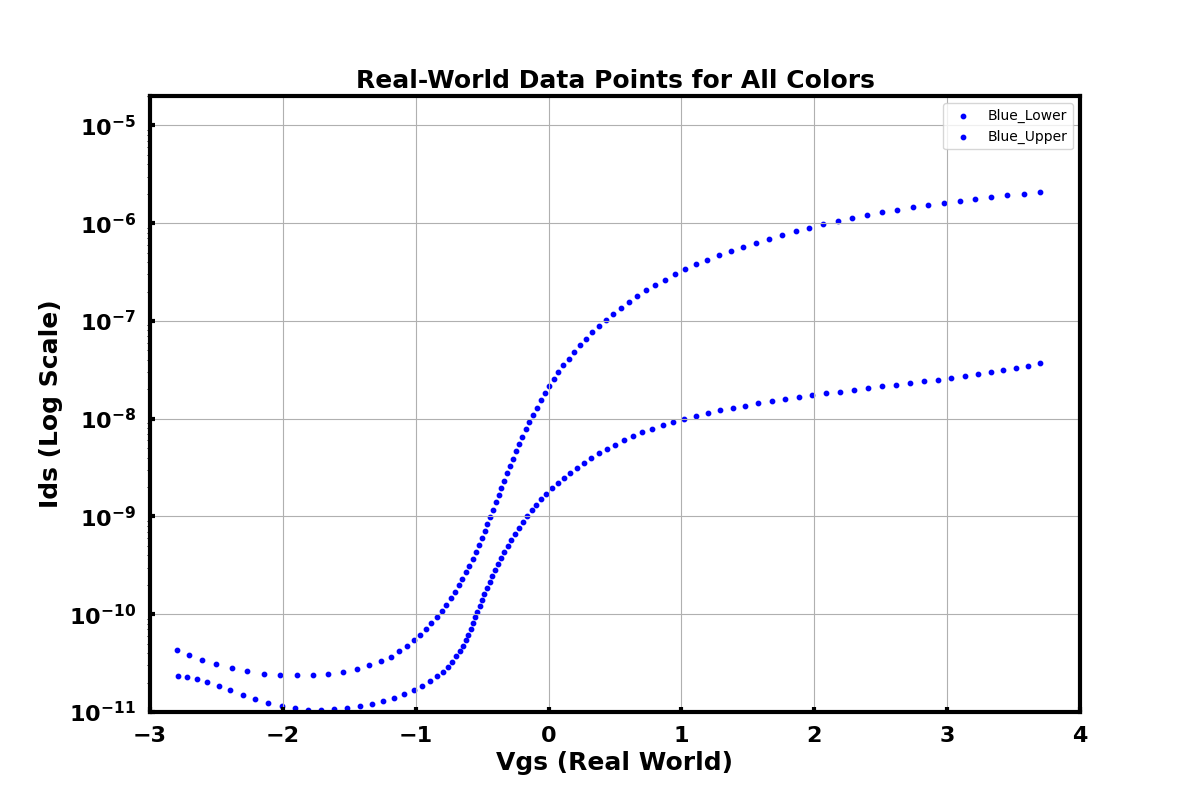 Real-World Data Points for All Colors
Blue_Lower
Blue_Upper
Ids (Log Scale)
10⁻⁵
10⁻⁶
10⁻⁷
10⁻⁸
10⁻⁹
10⁻¹⁰
10⁻¹¹
−3 −2 −1 0 1 2 3 4
Vgs (Real World)